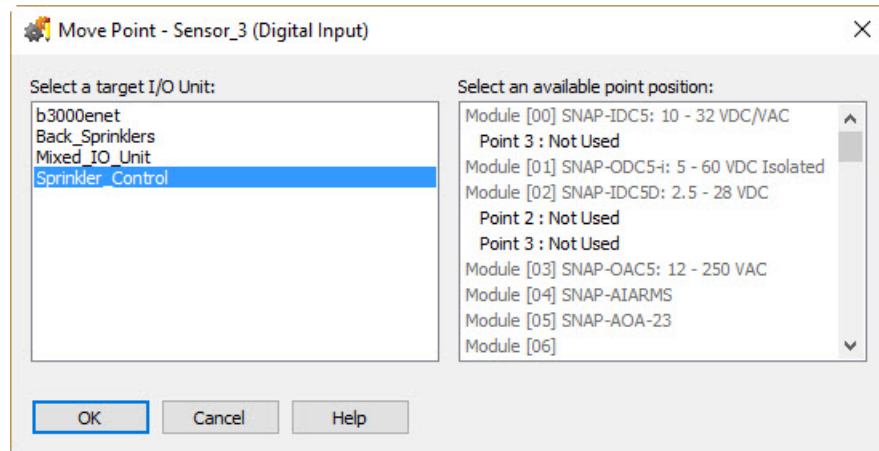 Move Point - Sensor_3 (Digital Input)
Select a target I/O Unit:
b3000enet
Back_Sprinklers
Mixed_IO_Unit
Sprinkler_Control
Select an available point position:
Module [00] SNAP-IDC5: 10 - 32 VDC/VAC
Point 3 : Not Used
Module [01] SNAP-ODC5-i: 5 - 60 VDC Isolated
Module [02] SNAP-IDC5D: 2.5 - 28 VDC
Point 2 : Not Used
Point 3 : Not Used
Module [03] SNAP-OAC5: 12 - 250 VAC
Module [04] SNAP-AIARMS
Module [05] SNAP-AOA-23
Module [06]
OK Cancel Help